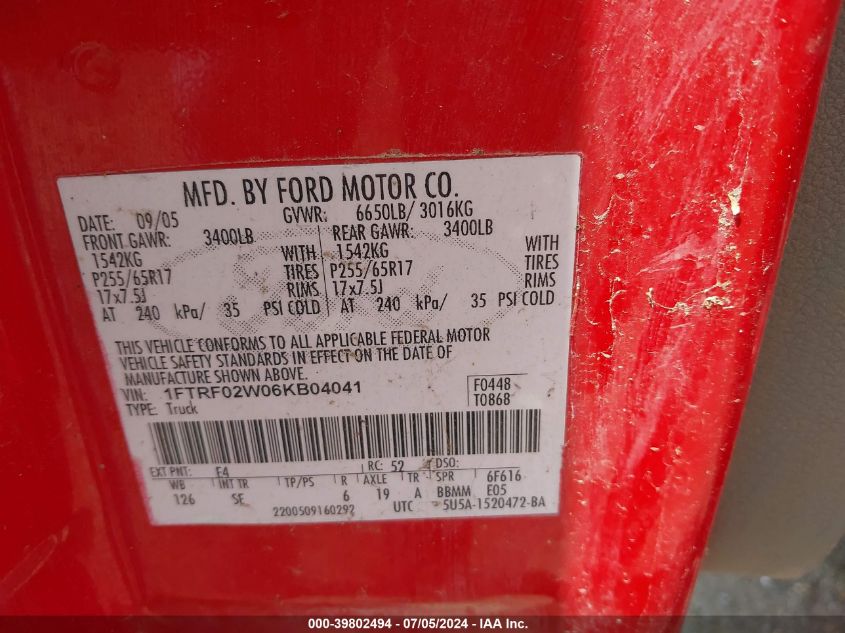 MFD. BY FORD MOTOR CO.
DATE: 09/05 GVWR: 6650LB/ 3016KG
FRONT GAWR: 3400LB REAR GAWR: 3400LB
1542KG WITH 1542KG WITH
P255/65R17 TIRES P255/65R17 TIRES
17x7.5J RIMS 17x7.5J RIMS
AT 240 kPa/ 35 PSI COLD AT 240 kPa/ 35 PSI COLD
THIS VEHICLE CONFORMS TO ALL APPLICABLE FEDERAL MOTOR
VEHICLE SAFETY STANDARDS IN EFFECT ON THE DATE OF
MANUFACTURE SHOWN ABOVE.
VIN: 1FTRF02W06KB04041 F0448
TYPE: Truck T0868
EXT PNT: E4 RC: 52 DSO:
WB INT TR TP/PS R AXLE TR SPR 6F616
126 SE 6 19 A BBMM E05
2200509160292 UTC 5U5A-1520472-BA
000-39802494 - 07/05/2024 - IAA Inc.